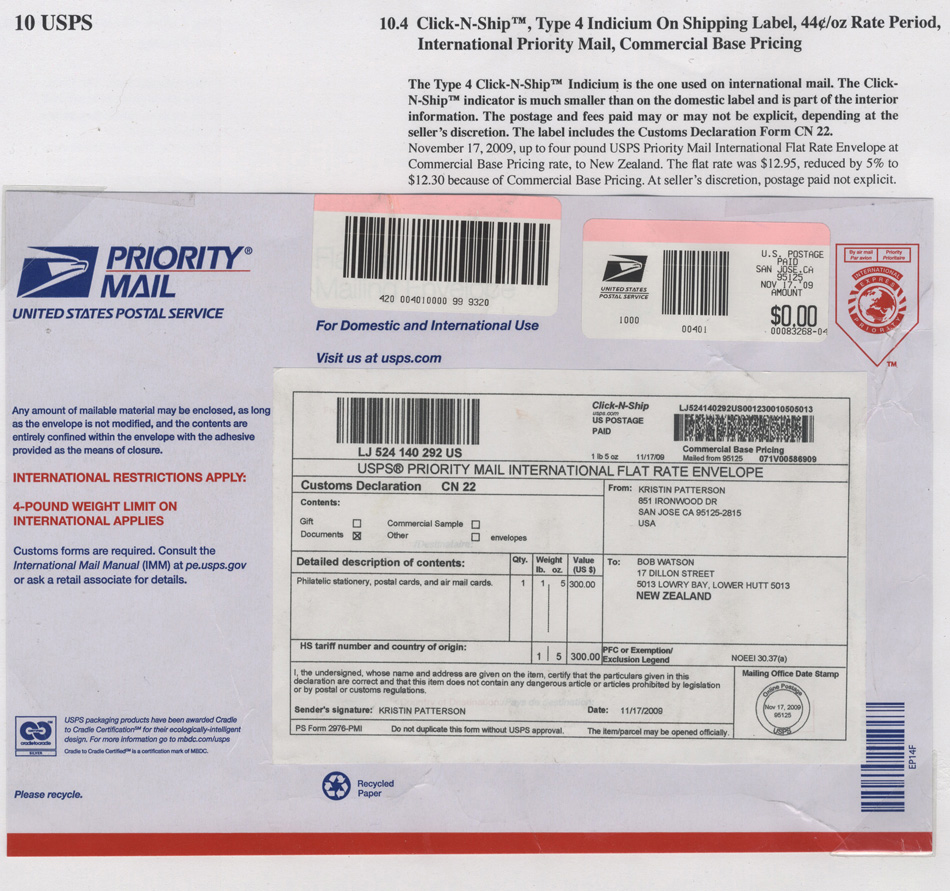 10 USPS
10.4 Click-N-Ship™, Type 4 Indicium On Shipping Label, 44¢/oz Rate Period,
International Priority Mail, Commercial Base Pricing
The Type 4 Click-N-Ship™ Indicium is the one used on international mail. The Click-
N-Ship™ indicator is much smaller than on the domestic label and is part of the interior
information. The postage and fees paid may or may not be explicit, depending at the
seller's discretion. The label includes the Customs Declaration Form CN 22.
November 17, 2009, up to four pound USPS Priority Mail International Flat Rate Envelope at
Commercial Base Pricing rate, to New Zealand. The flat rate was $12.95, reduced by 5% to
$12.30 because of Commercial Base Pricing. At seller's discretion, postage paid not explicit.
PRIORITY®
MAIL
UNITED STATES POSTAL SERVICE
420 004010000 99 9320
For Domestic and International Use
Visit us at usps.com
UNITED STATES
POSTAL SERVICE
1000
00401
U.S. POSTAGE
PAID
SAN JOSE,CA
95125
NOV 17.'09
AMOUNT
$0.00
00083268-04
By air mail
Par avion
Priority
Prioritaire
INTERNATIONAL
EXPRESS
PRIORITY
TM
Any amount of mailable material may be enclosed, as long
as the envelope is not modified, and the contents are
entirely confined within the envelope with the adhesive
provided as the means of closure.
INTERNATIONAL RESTRICTIONS APPLY:
4-POUND WEIGHT LIMIT ON
INTERNATIONAL APPLIES
Customs forms are required. Consult the
International Mail Manual (IMM) at pe.usps.gov
or ask a retail associate for details.
LJ 524 140 292 US
Click-N-Ship
usps.com
US POSTAGE
PAID
1 lb 5 oz 11/17/09
LJ524140292US001230010505013
Commercial Base Pricing
Mailed from 95125 071V00586909
USPS® PRIORITY MAIL INTERNATIONAL FLAT RATE ENVELOPE
Customs Declaration CN 22
Contents:
Gift Commercial Sample
Documents Other envelopes
From: KRISTIN PATTERSON
851 IRONWOOD DR
SAN JOSE CA 95125-2815
USA
Detailed description of contents: Qty. Weight lb. oz. Value (US $)
Philatelic stationery, postal cards, and air mail cards. 1 1 5 300.00
To: BOB WATSON
17 DILLON STREET
5013 LOWRY BAY, LOWER HUTT 5013
NEW ZEALAND
HS tariff number and country of origin:
1 5 300.00
PFC or Exemption/
Exclusion Legend
NOEEI 30.37(a)
I, the undersigned, whose name and address are given on the item, certify that the particulars given in this
declaration are correct and that this item does not contain any dangerous article or articles prohibited by legislation
or by postal or customs regulations.
Sender's signature: KRISTIN PATTERSON Date: 11/17/2009
PS Form 2976-PMI Do not duplicate this form without USPS approval. The item/parcel may be opened officially.
Mailing Office Date Stamp
Online Postage
Nov 17, 2009
95125
USPS
cradletocradle
SILVER
USPS packaging products have been awarded Cradle
to Cradle Certification℠ for their ecologically-intelligent
design. For more information go to mbdc.com/usps
Cradle to Cradle Certified℠ is a certification mark of MBDC.
Please recycle.
Recycled
Paper
EP14F